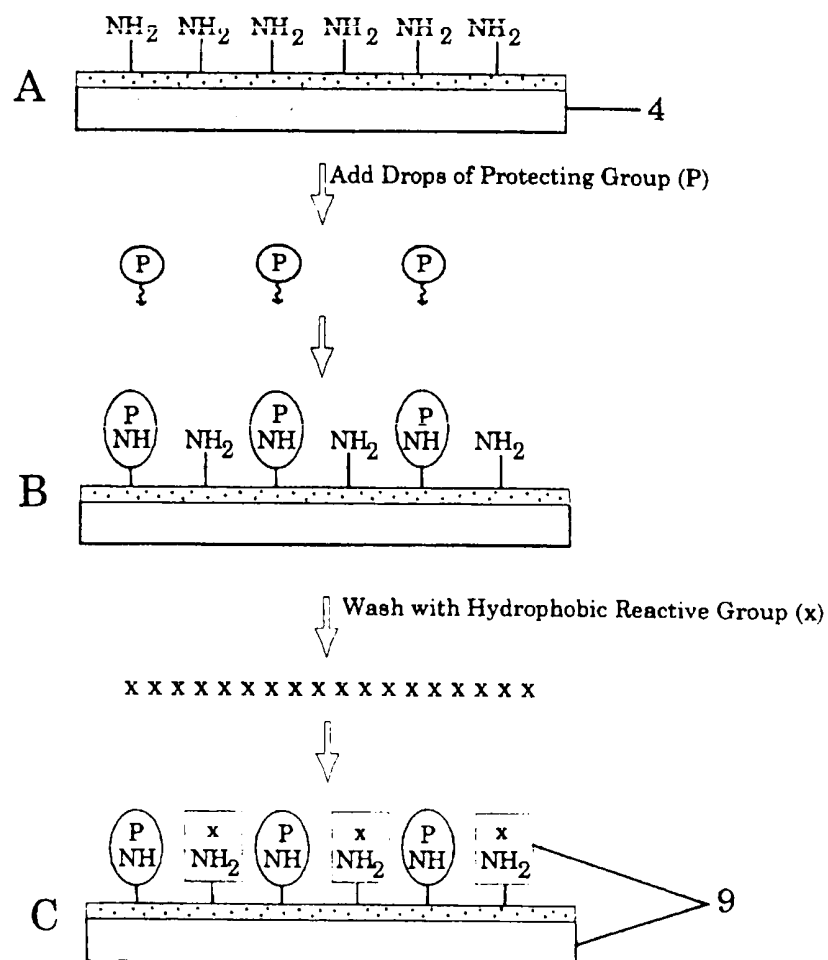 NH2 NH2 NH2 NH2 NH2 NH2
A
4
Add Drops of Protecting Group (P)
P P P
P P P
NH NH2 NH NH2 NH NH2
B
Wash with Hydrophobic Reactive Group (x)
x x x x x x x x x x x x x x x x x x
P x P x P x
NH NH2 NH NH2 NH NH2
9
C